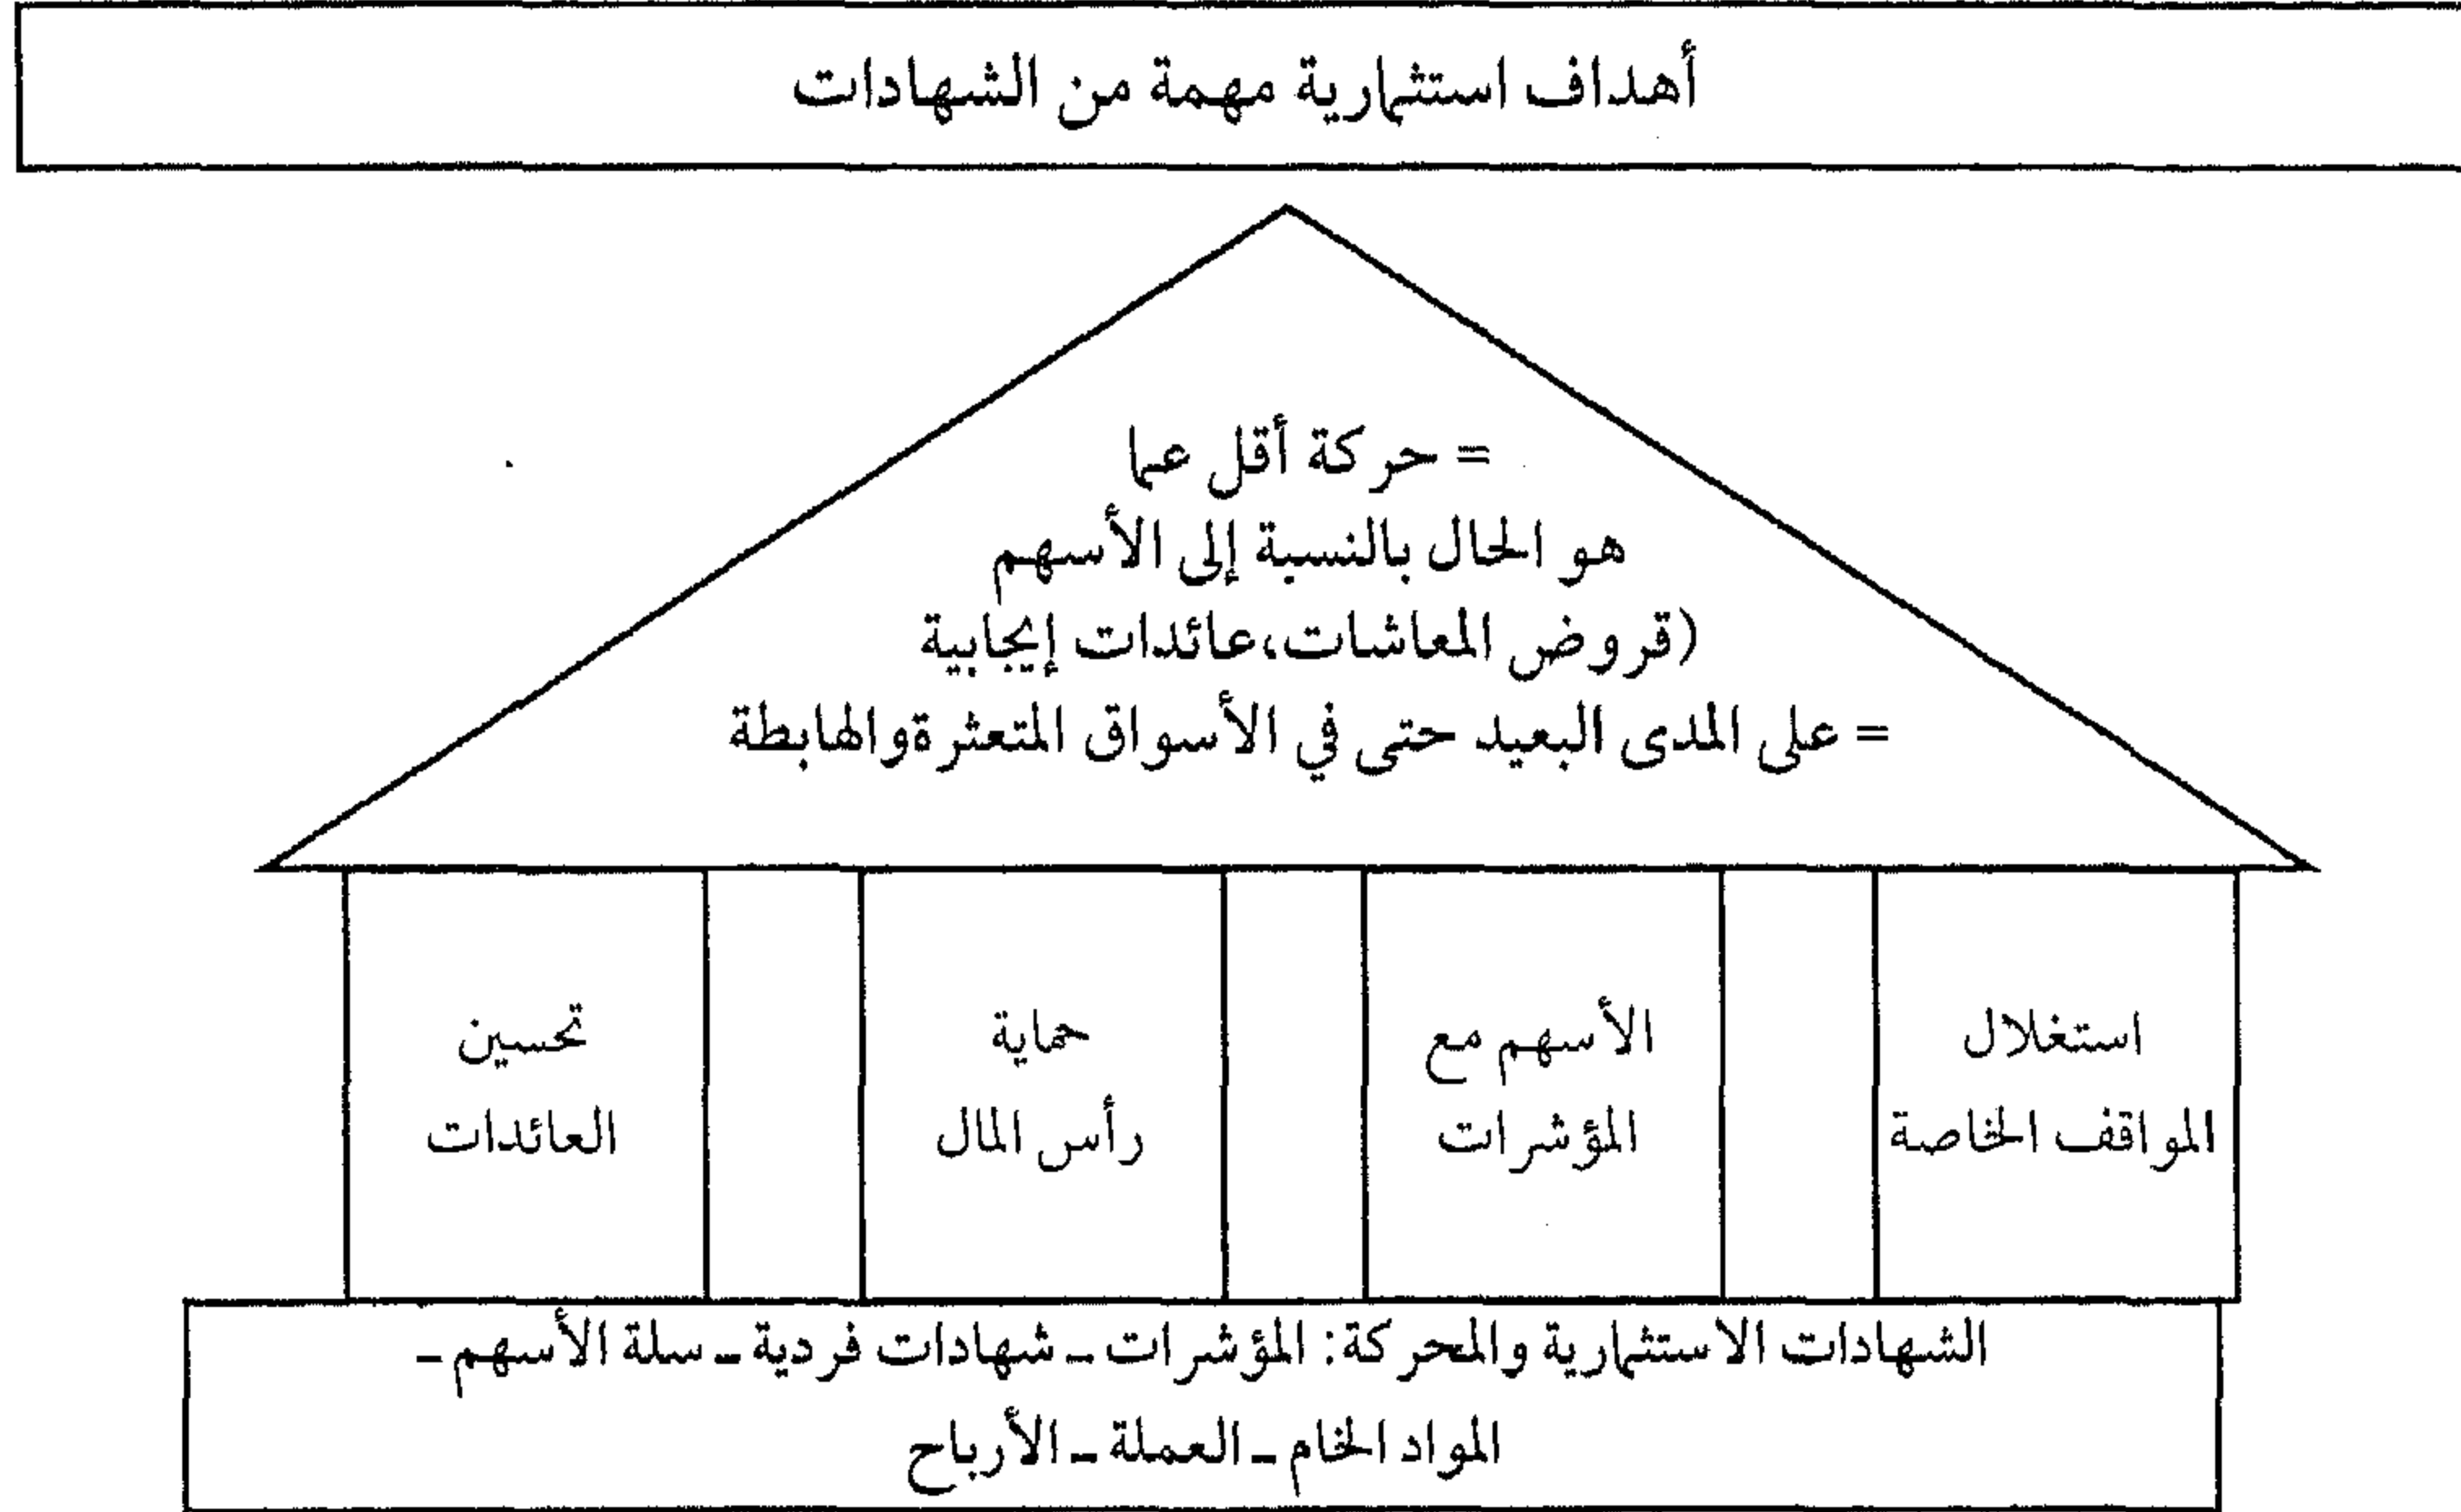 أهداف استثمارية مهمة من الشهادات
= حركة أقل عما
هو الحال بالنسبة إلى الأسهم
(قروض المعاشات،عائدات إيجابية
= على المدى البعيد حتى في الأسواق المتعثرة والهابطة
استغلال
المواقف الخاصة
الأسهم مع
المؤشرات
حماية
رأس المال
تحسين
العائدات
الشهادات الاستثمارية والمحركة: المؤشرات ـ شهادات فردية ـ سلة الأسهم ـ
المواد الخام ـ العملة ـ الأرباح